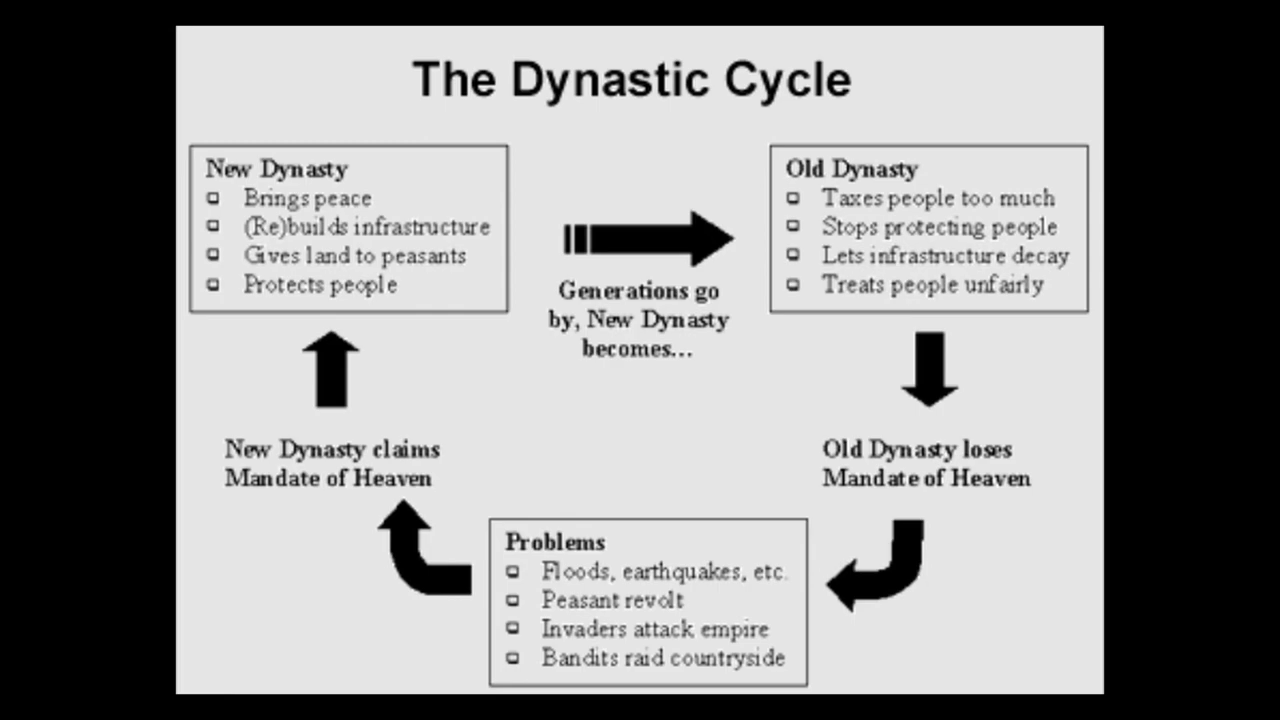 The Dynastic Cycle
New Dynasty
Brings peace
(Re)builds infrastructure
Gives land to peasants
Protects people
Generations go
by, New Dynasty
becomes...
Old Dynasty
Taxes people too much
Stops protecting people
Lets infrastructure decay
Treats people unfairly
Old Dynasty loses
Mandate of Heaven
Problems
Floods, earthquakes, etc.
Peasant revolt
Invaders attack empire
Bandits raid countryside
New Dynasty claims
Mandate of Heaven